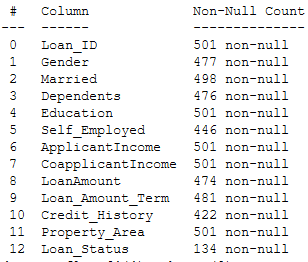 #   Column             Non-Null Count
---  ------             --------------
0   Loan_ID            501 non-null
1   Gender             477 non-null
2   Married            498 non-null
3   Dependents         476 non-null
4   Education          501 non-null
5   Self_Employed      446 non-null
6   ApplicantIncome    501 non-null
7   CoapplicantIncome  501 non-null
8   LoanAmount         474 non-null
9   Loan_Amount_Term   481 non-null
10  Credit_History     422 non-null
11  Property_Area      501 non-null
12  Loan_Status        134 non-null